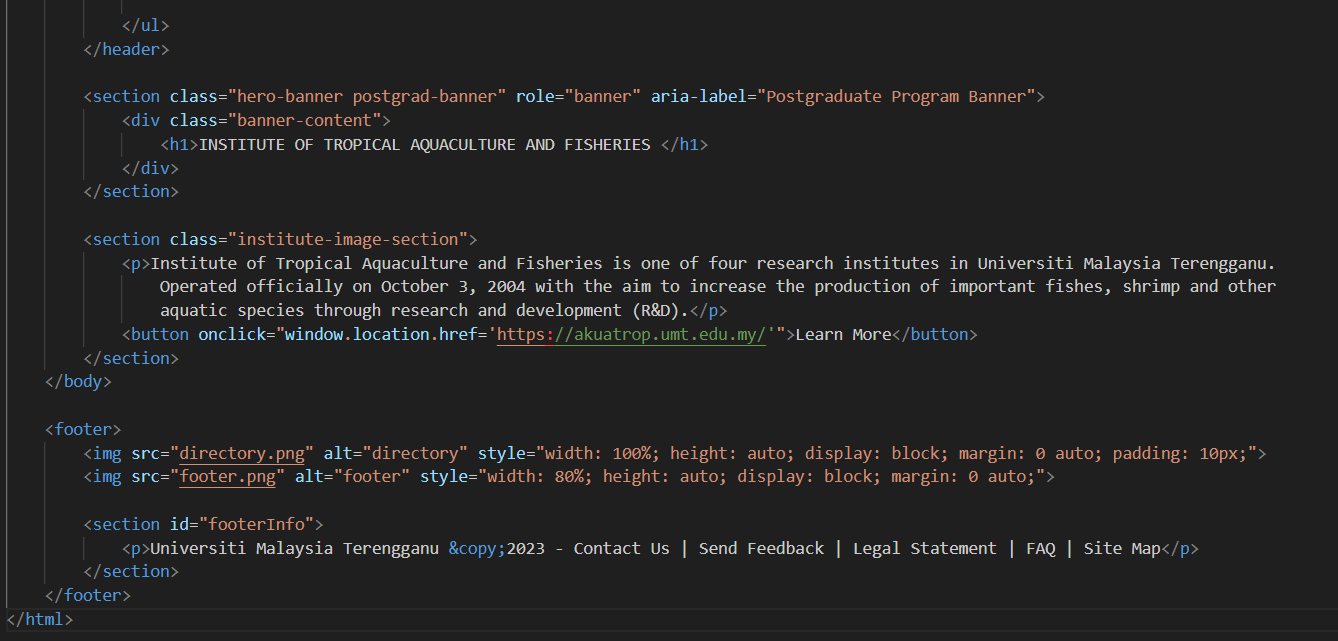 </ul>
</header>
<section class="hero-banner postgrad-banner" role="banner" aria-label="Postgraduate Program Banner">
<div class="banner-content">
<h1>INSTITUTE OF TROPICAL AQUACULTURE AND FISHERIES </h1>
</div>
</section>
<section class="institute-image-section">
<p>Institute of Tropical Aquaculture and Fisheries is one of four research institutes in Universiti Malaysia Terengganu.
Operated officially on October 3, 2004 with the aim to increase the production of important fishes, shrimp and other
aquatic species through research and development (R&D).</p>
<button onclick="window.location.href='https://akuatrop.umt.edu.my/'">Learn More</button>
</section>
</body>
<footer>
<img src="directory.png" alt="directory" style="width: 100%; height: auto; display: block; margin: 0 auto; padding: 10px;">
<img src="footer.png" alt="footer" style="width: 80%; height: auto; display: block; margin: 0 auto;">
<section id="footerInfo">
<p>Universiti Malaysia Terengganu &copy;2023 - Contact Us | Send Feedback | Legal Statement | FAQ | Site Map</p>
</section>
</footer>
</html>